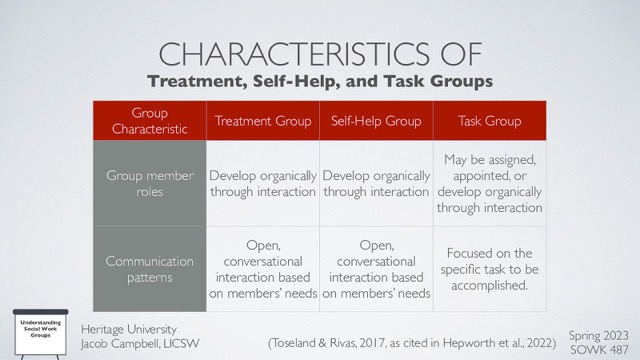 CHARACTERISTICS OF
Treatment, Self-Help, and Task Groups
Group
Characteristic
Treatment Group
Self-Help Group
Task Group
Group member
roles
Develop organically
through interaction
Develop organically
through interaction
May be assigned,
appointed, or
develop organically
through interaction
Communication
patterns
Open,
conversational
interaction based
on members' needs
Open,
conversational
interaction based
on members' needs
Focused on the
specific task to be
accomplished.
Understanding
Social Work
Groups
Heritage University
Jacob Campbell, LICSW
(Toseland & Rivas, 2017, as cited in Hepworth et al., 2022)
Spring 2023
SOWK 487